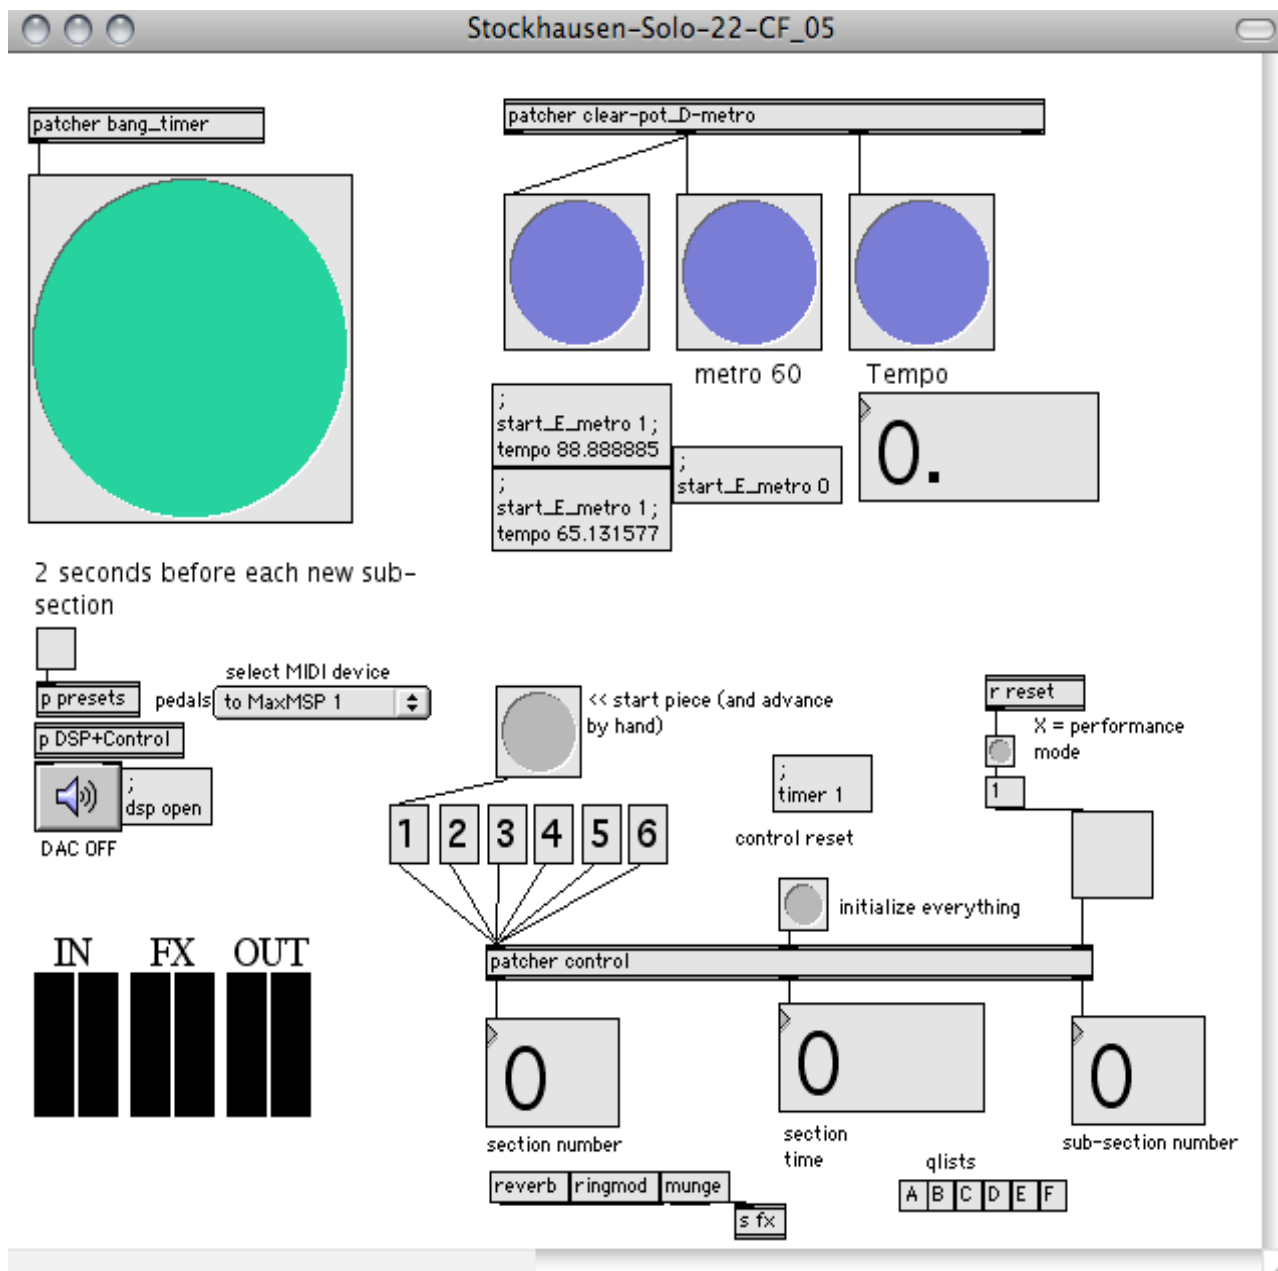 Stockhausen-Solo-22-CF_05
patcher bang_timer
patcher clear-pot_D-metro
metro 60
Tempo
;
start_E_metro 1;
tempo 88.888885
;
start_E_metro 0
0.
;
start_E_metro 1;
tempo 65.131577
2 seconds before each new sub-
section
select MIDI device
p presets
pedals
to MaxMSP 1
p DSP+Control
;
dsp open
DAC OFF
<< start piece (and advance
by hand)
r reset
X = performance
mode
1
;
timer 1
control reset
1 2 3 4 5 6
initialize everything
patcher control
IN FX OUT
0
section number
0
section
time
0
sub-section number
reverb ringmod munge
s fx
qlists
A B C D E F